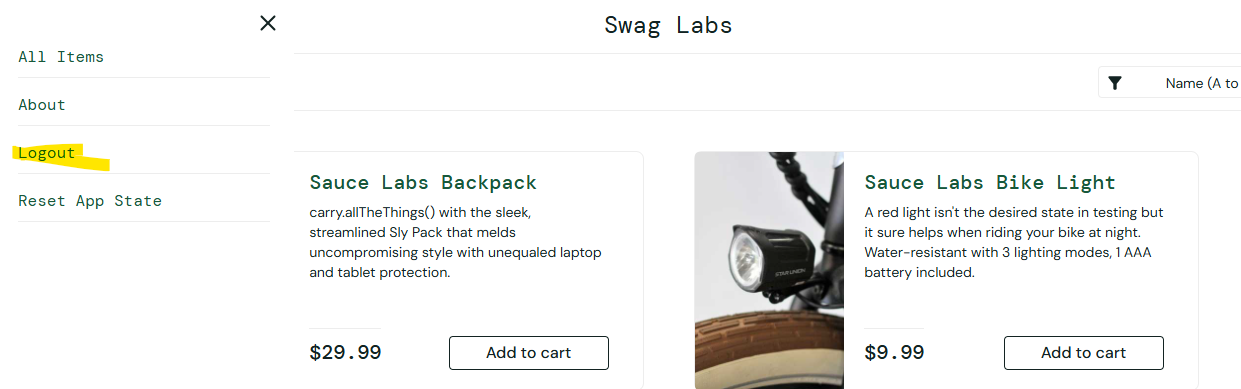 Swag Labs
All Items
About
Logout
Reset App State
Name (A to
Sauce Labs Backpack
carry.allTheThings() with the sleek,
streamlined Sly Pack that melds
uncompromising style with unequaled laptop
and tablet protection.
$29.99
Add to cart
Sauce Labs Bike Light
A red light isn't the desired state in testing but
it sure helps when riding your bike at night.
Water-resistant with 3 lighting modes, 1 AAA
battery included.
$9.99
Add to cart
STAR UNION